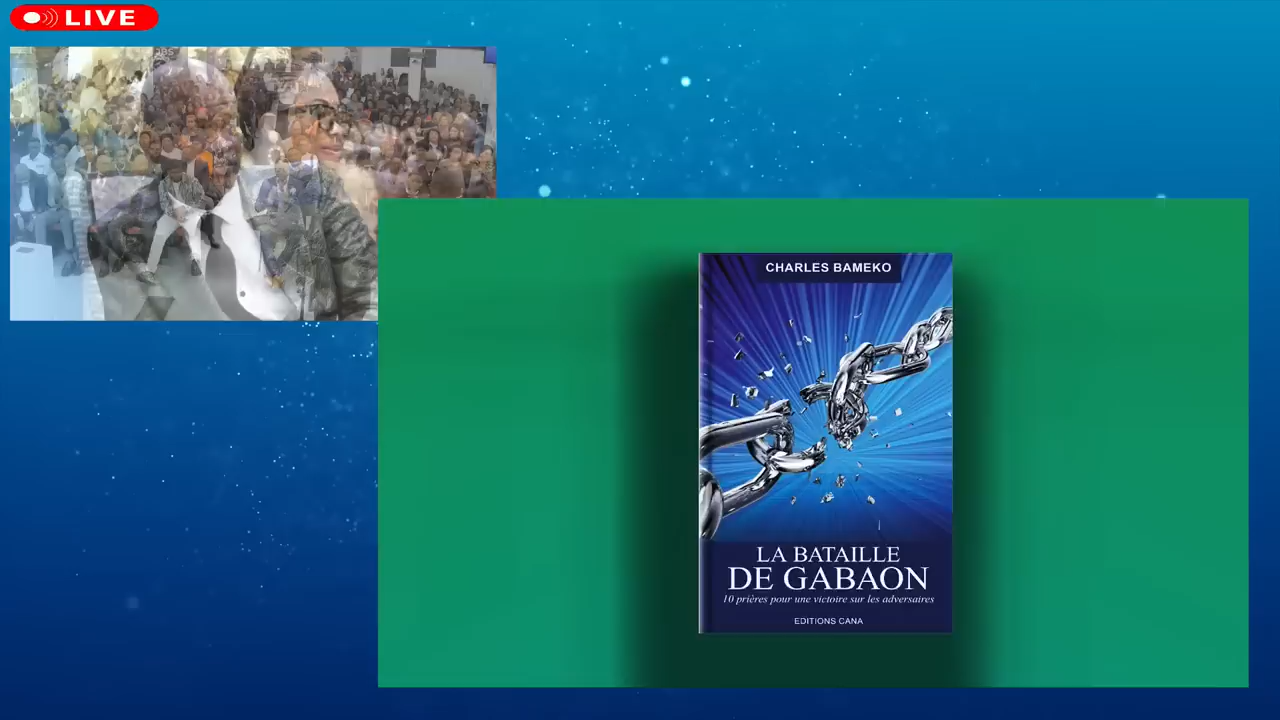 LIVE
CHARLES BAMEKO
LA BATAILLE
DE GABAON
10 prières pour une victoire sur les adversaires
EDITIONS CANA